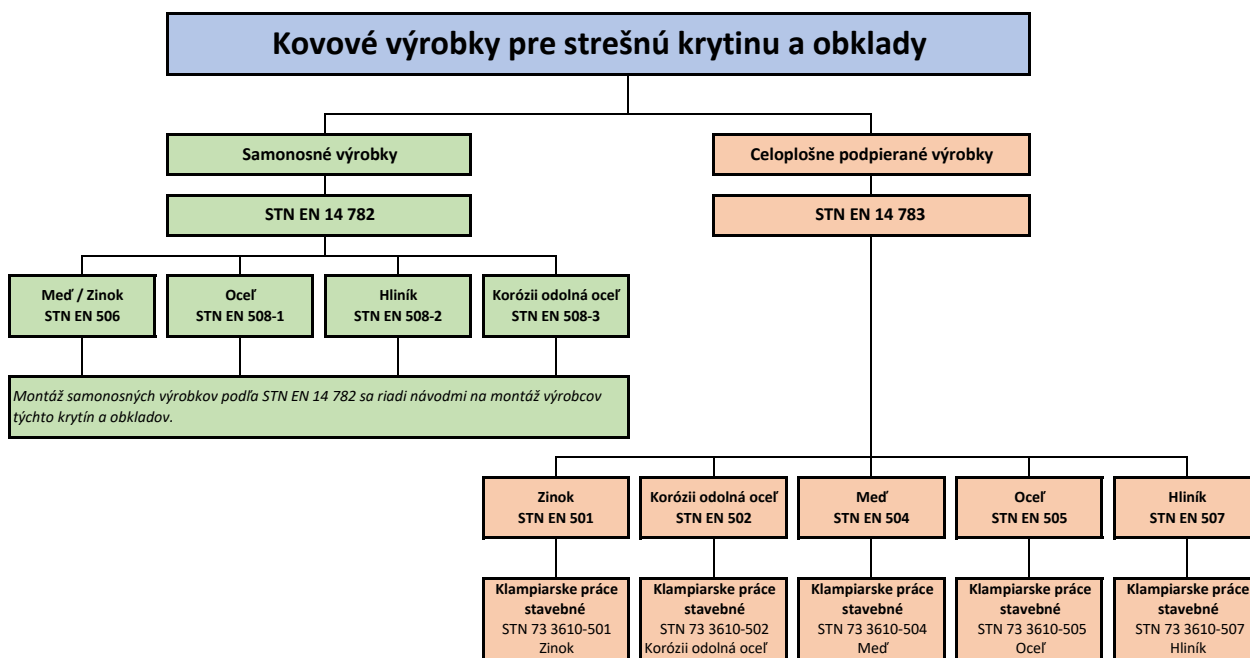 Kovové výrobky pre strešnú krytinu a obklady
Samonosné výrobky
Celoplošne podpierané výrobky
STN EN 14 782
STN EN 14 783
Meď / Zinok
STN EN 506
Oceľ
STN EN 508-1
Hliník
STN EN 508-2
Korózii odolná oceľ
STN EN 508-3
Montáž samonosných výrobkov podľa STN EN 14 782 sa riadi návodmi na montáž výrobcov
týchto krytín a obkladov.
Zinok
STN EN 501
Korózii odolná oceľ
STN EN 502
Meď
STN EN 504
Oceľ
STN EN 505
Hliník
STN EN 507
Klampiarske práce
stavebné
STN 73 3610-501
Zinok
Klampiarske práce
stavebné
STN 73 3610-502
Korózii odolná oceľ
Klampiarske práce
stavebné
STN 73 3610-504
Meď
Klampiarske práce
stavebné
STN 73 3610-505
Oceľ
Klampiarske práce
stavebné
STN 73 3610-507
Hliník